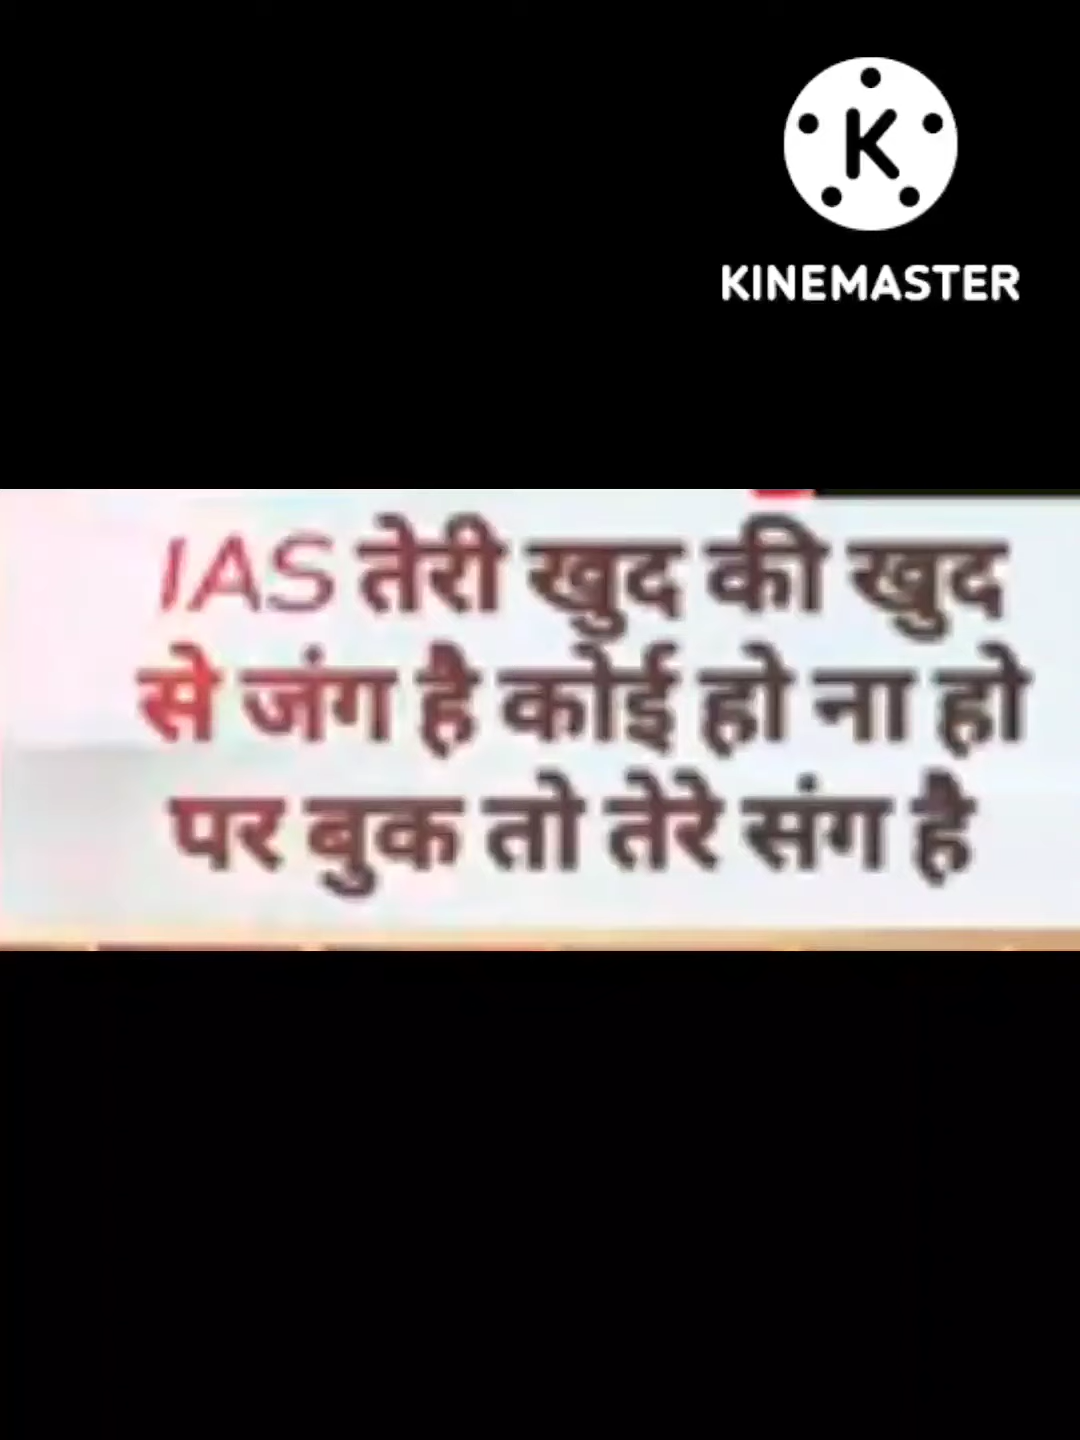 K
KINEMASTER
IAS तेरी खुद की खुद
से जंग है कोई हो ना हो
पर बुक तो तेरे संग है